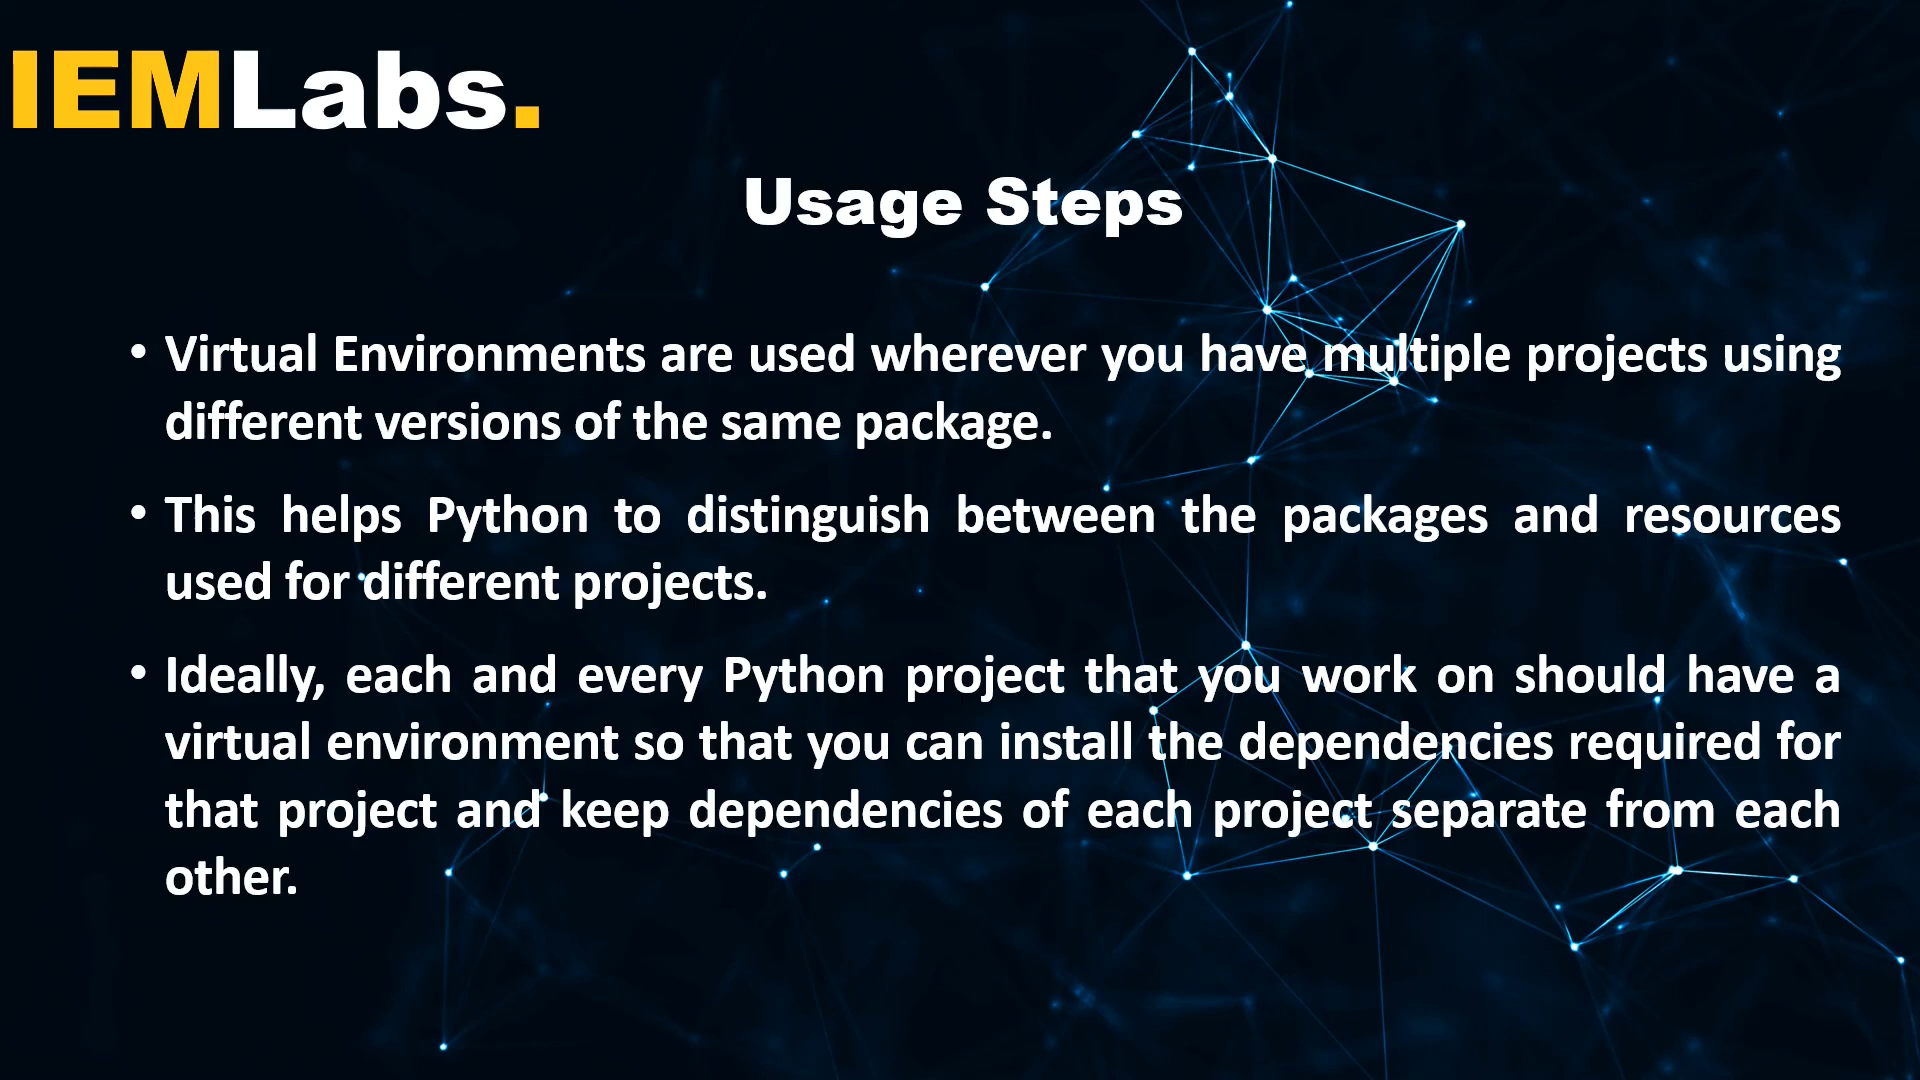 IEMLabs.
Usage Steps
• Virtual Environments are used wherever you have multiple projects using
different versions of the same package.
• This helps Python to distinguish between the packages and resources
used for different projects.
• Ideally, each and every Python project that you work on should have a
virtual environment so that you can install the dependencies required for
that project and keep dependencies of each project separate from each
other.